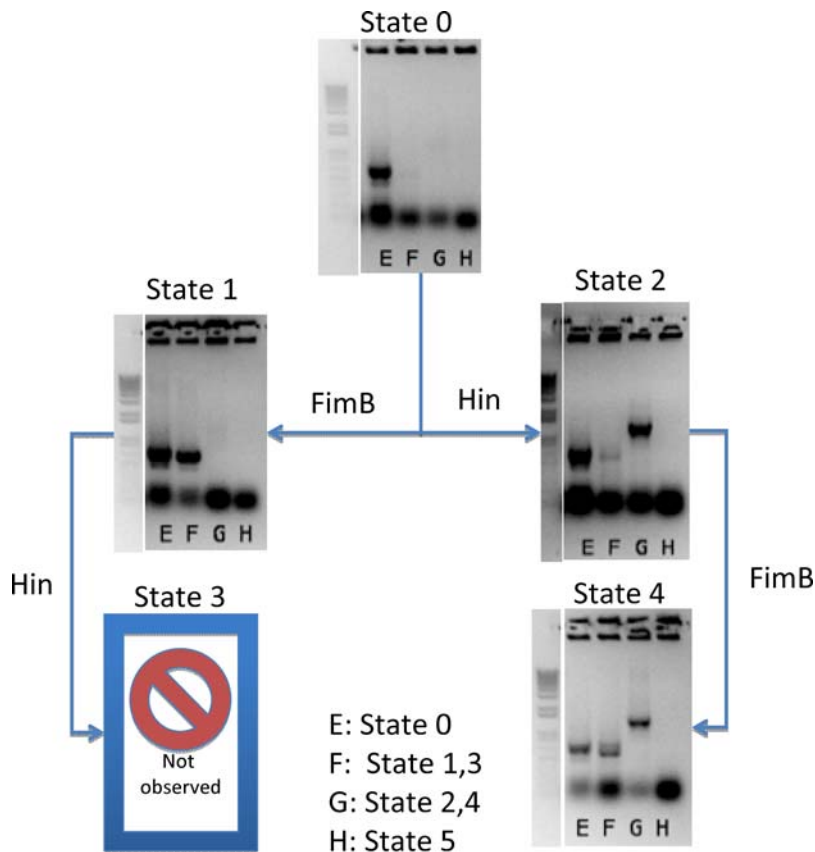 State 0
E F G H
State 1
State 2
FimB
Hin
E F G H
E F G H
Hin
FimB
State 3
State 4
Not
observed
E: State 0
F: State 1,3
G: State 2,4
H: State 5
E F G H